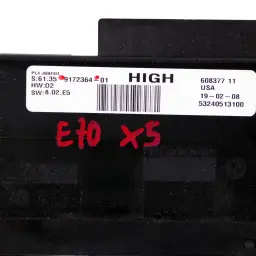 S:61.35 9172364 01
HW:D2
SW:8.02.E5
HIGH
608377 11
USA
19-02-08
53240513100
E70 X5